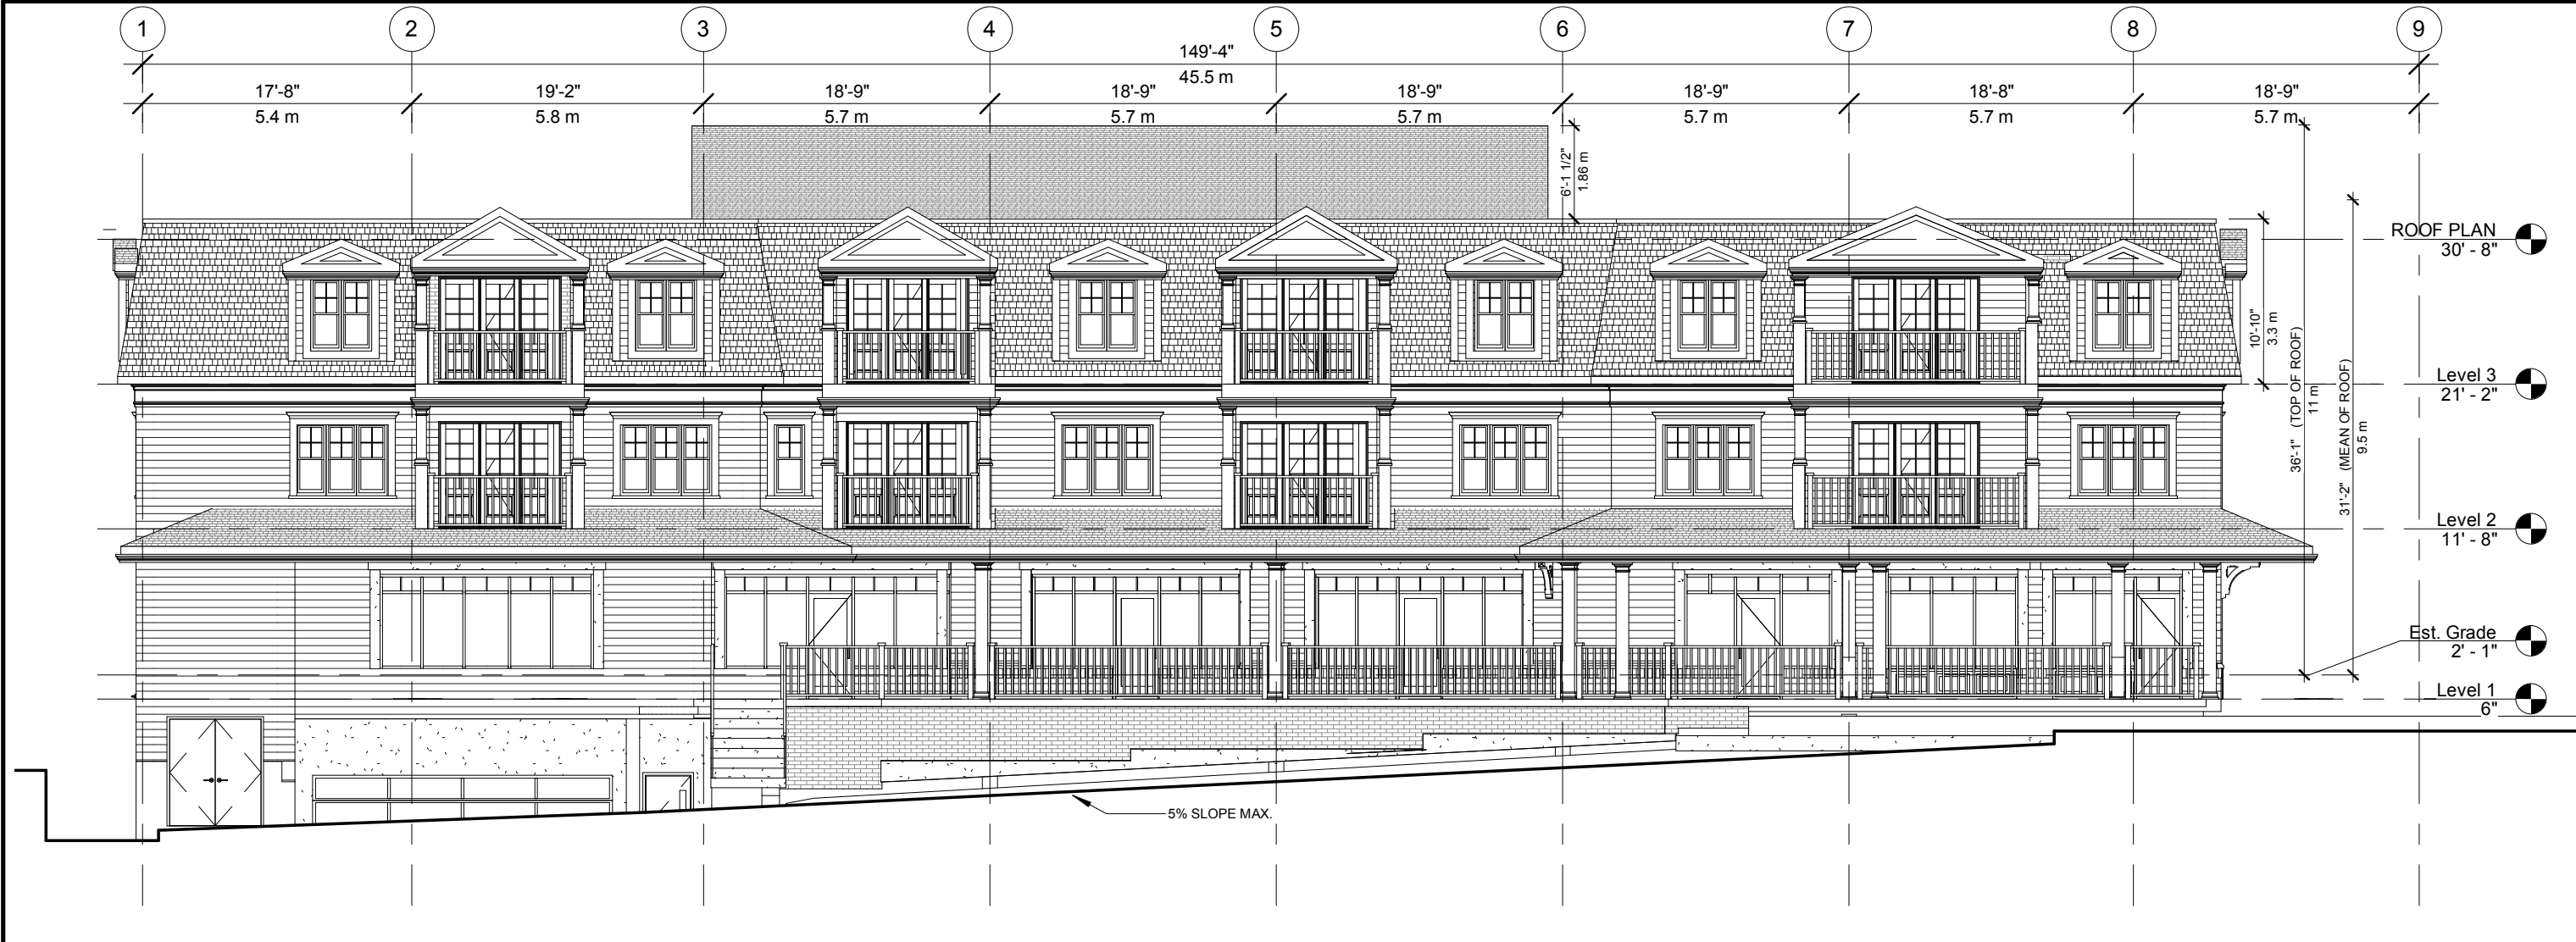 1 2 3 4 5 6 7 8 9
149'-4"
45.5 m
17'-8" 19'-2" 18'-9" 18'-9" 18'-9" 18'-9" 18'-8" 18'-9"
5.4 m 5.8 m 5.7 m 5.7 m 5.7 m 5.7 m 5.7 m 5.7 m
6'-1 1/2"
1.86 m
10'-10"
3.3 m
36'-1" (TOP OF ROOF)
11 m
31'-2" (MEAN OF ROOF)
9.5 m
ROOF PLAN
30' - 8"
Level 3
21' - 2"
Level 2
11' - 8"
Est. Grade
2' - 1"
Level 1
6"
5% SLOPE MAX.